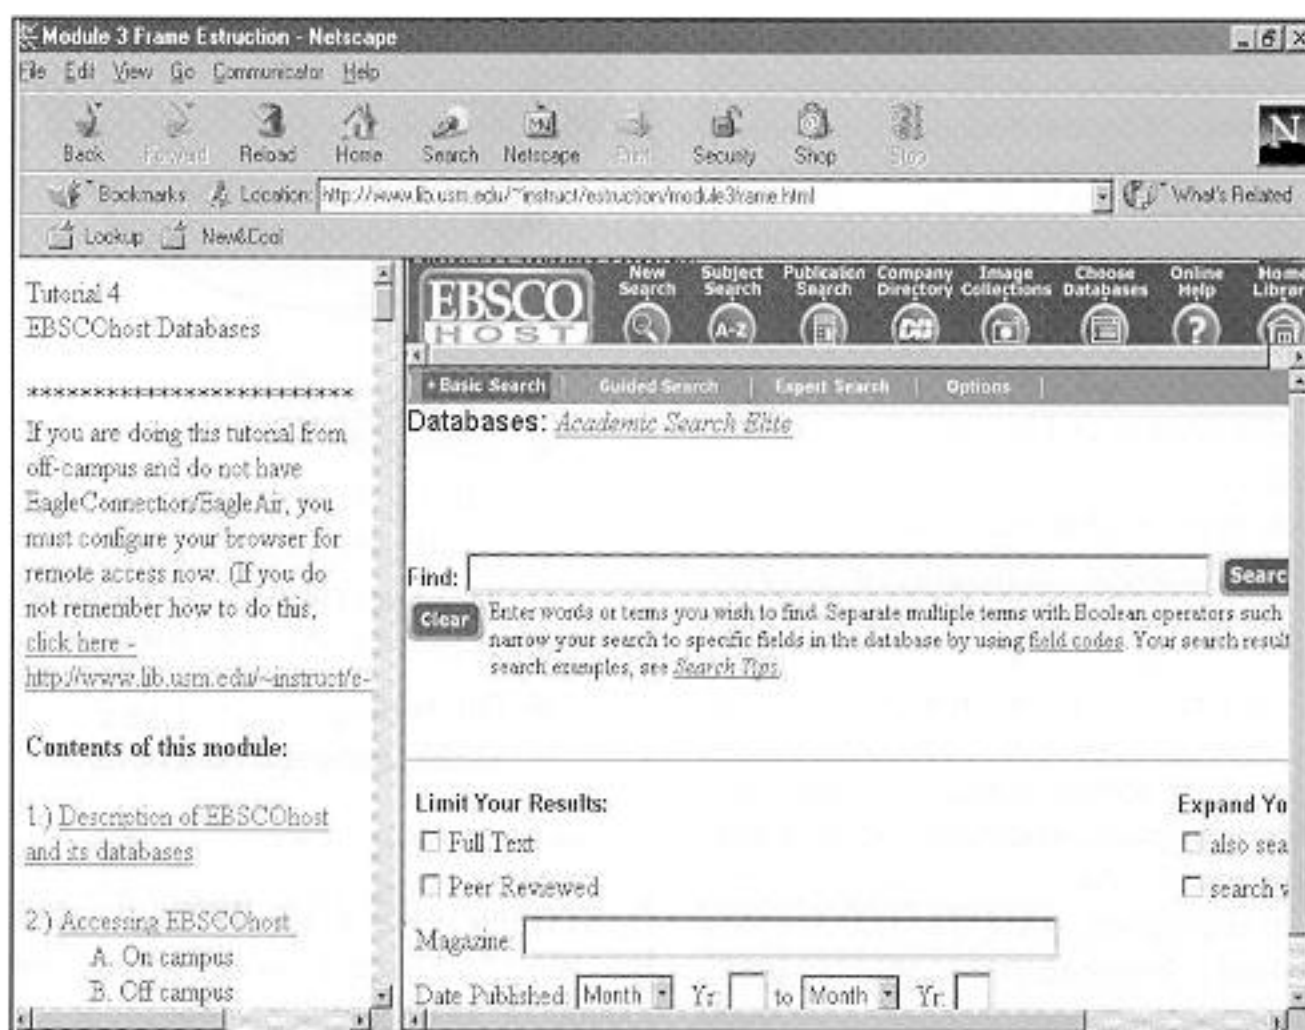 Module 3 Frame Estruction - Netscape
File Edit View Go Communicator Help
Back Forward Reload Home Search Netscape Print Security Shop Stop
N
Bookmarks Location: http://www.lib.usm.edu/~instruct/estruction/module3frame.html What's Related
Lookup New&Cool
Tutorial 4
EBSCOhost Databases
**************************
If you are doing this tutorial from
off-campus and do not have
EagleConnection/EagleAir, you
must configure your browser for
remote access now. (If you do
not remember how to do this,
click here -
http://www.lib.usm.edu/~instruct/e-
Contents of this module:
1.) Description of EBSCOhost
and its databases
2.) Accessing EBSCOhost
A. On campus
B. Off campus
EBSCO
HOST
New Search
Subject Search
A-Z
Publication Search
Company Directory
Image Collections
Choose Databases
Online Help
?
Home Librar
Basic Search | Guided Search | Expert Search | Options |
Databases: Academic Search Elite
Find: Searc
Clear
Enter words or terms you wish to find. Separate multiple terms with Boolean operators such
narrow your search to specific fields in the database by using field codes. Your search result
search examples, see Search Tips.
Limit Your Results:
Full Text
Peer Reviewed
Magazine:
Date Published: Month Yr: to Month Yr:
Expand Yo
also sea
search w